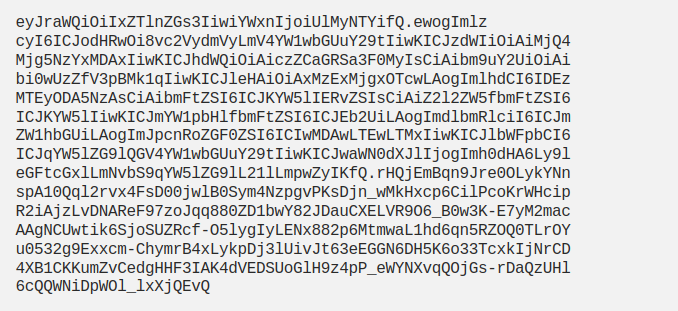 eyJraWQiOiIxZTlnZGs3IiwiYWxnIjoiUlMyNTYifQ.ewogImlz
cyI6ICJodHRwOi8vc2VydmVyLmV4YW1wbGUuY29tIiwKICJzdWIiOiAiMjQ4
Mjg5NzYxMDAxIiwKICJhdWQiOiAiczZCaGRSa3F0MyIsCiAibm9uY2UiOiAi
bi0wUzZfV3pBMk1qIiwKICJleHAiOiAxMzExMjgxOTcwLAogImlhdCI6IDEz
MTEyODA5NzAsCiAibmFtZSI6ICJKYW5lIERvZSIsCiAiZ2l2ZW5fbmFtZSI6
ICJKYW5lIiwKICJmYW1pbHlfbmFtZSI6ICJEb2UiLAogImdlbmRlciI6ICJm
ZW1hbGUiLAogImJpcnRoZGF0ZSI6ICIwMDAwLTEwLTMxIiwKICJlbWFpbCI6
ICJqYW5lZG9lQGV4YW1wbGUuY29tIiwKICJwaWN0dXJlIjogImh0dHA6Ly9l
eGFtcGxlLmNvbS9qYW5lZG9lL21lLmpwZyIKfQ.rHQjEmBqn9Jre0OLykYNn
spA10Qql2rvx4FsD00jwlB0Sym4NzpgvPKsDjn_wMkHxcp6CilPcoKrWHcip
R2iAjzLvDNAReF97zoJqq880ZD1bwY82JDauCXELVR9O6_B0w3K-E7yM2mac
AAgNCUwtik6SjoSUZRcf-O5lygIyLENx882p6MtmwaL1hd6qn5RZOQ0TLrOY
u0532g9Exxcm-ChymrB4xLykpDj3lUivJt63eEGGN6DH5K6o33TcxkIjNrCD
4XB1CKKumZvCedgHHF3IAK4dVEDSUoGlH9z4pP_eWYNXvqQOjGs-rDaQzUHl
6cQQWNiDpWOl_lxXjQEvQ